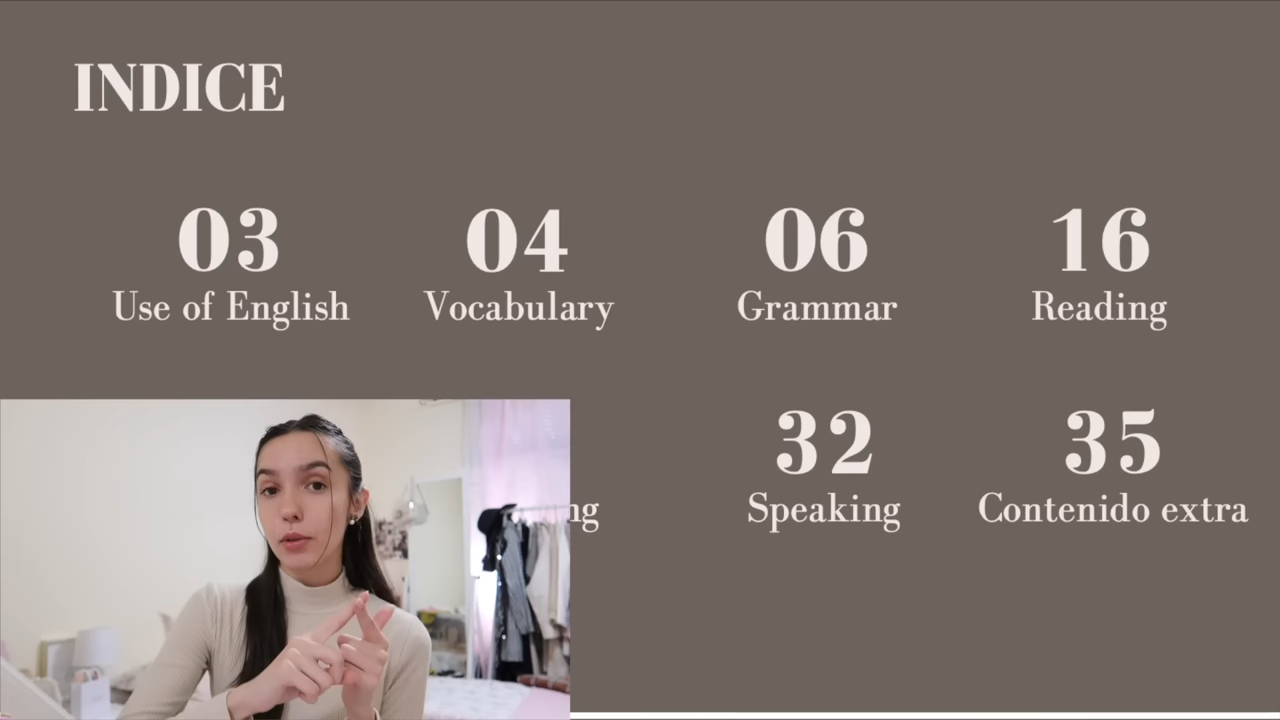 INDICE
03 04 06 16
Use of English Vocabulary Grammar Reading
32 35
Speaking Contenido extra